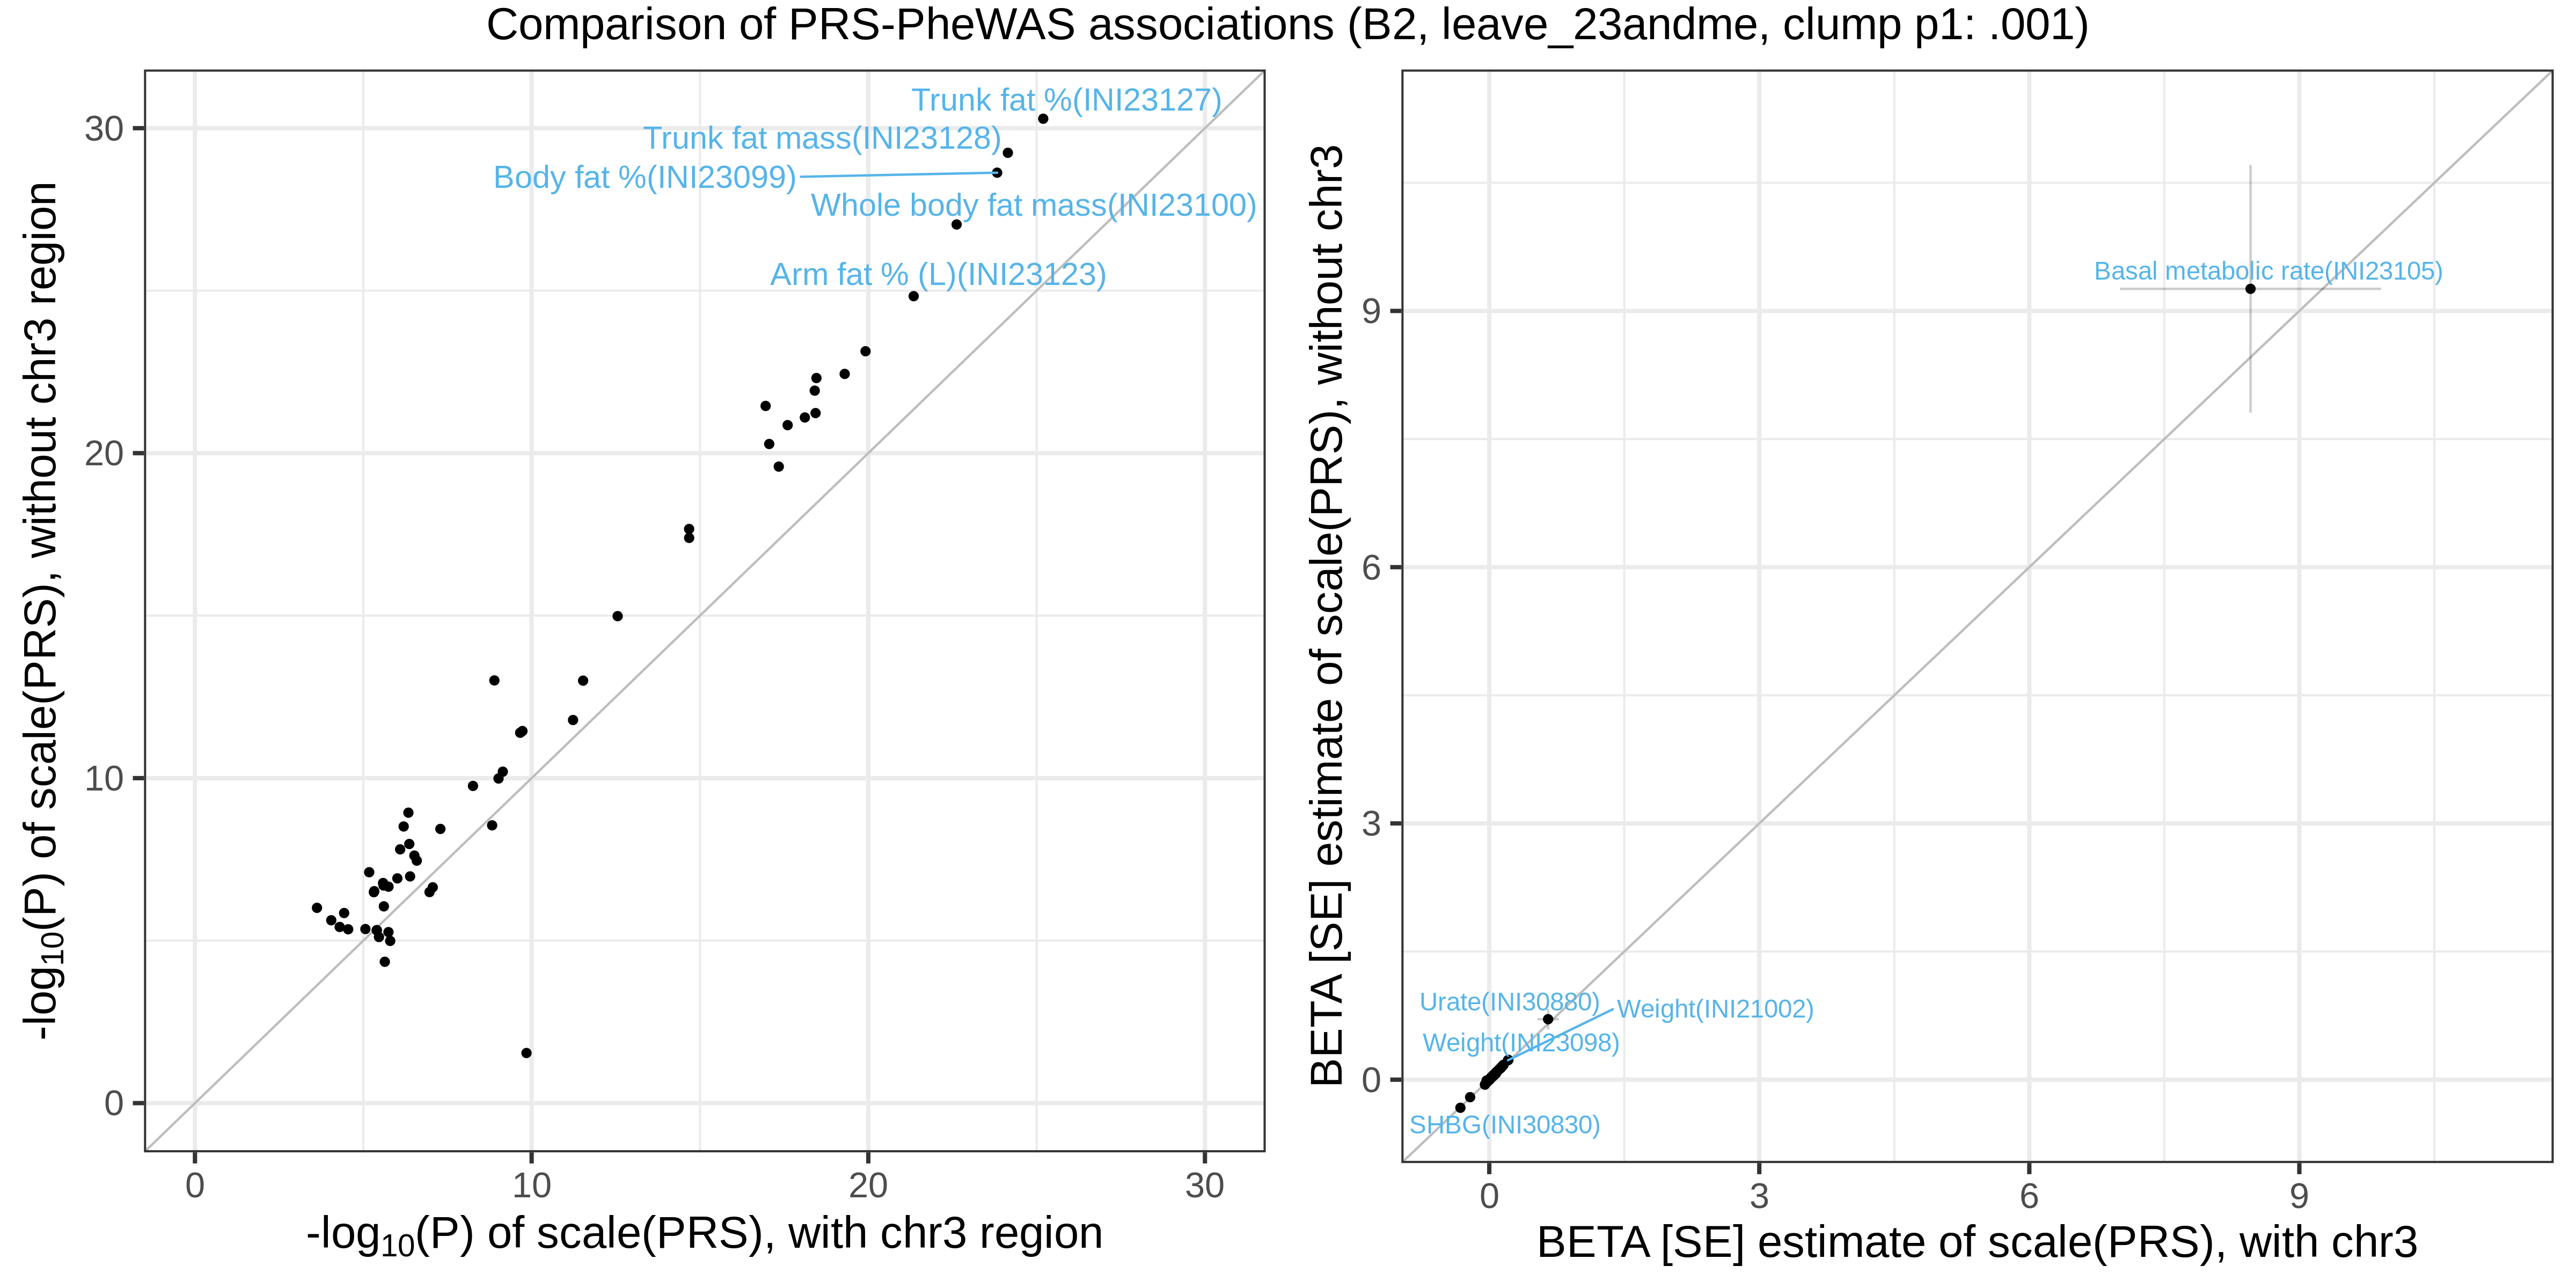 Comparison of PRS-PheWAS associations (B2, leave_23andme, clump p1: .001)
-log10(P) of scale(PRS), without chr3 region
30
20
10
0
Trunk fat %(INI23127)
Trunk fat mass(INI23128)
Body fat %(INI23099)
Whole body fat mass(INI23100)
Arm fat % (L)(INI23123)
0 10 20 30
-log10(P) of scale(PRS), with chr3 region
BETA [SE] estimate of scale(PRS), without chr3
9
6
3
0
Basal metabolic rate(INI23105)
Urate(INI30880)
Weight(INI21002)
Weight(INI23098)
SHBG(INI30830)
0 3 6 9
BETA [SE] estimate of scale(PRS), with chr3